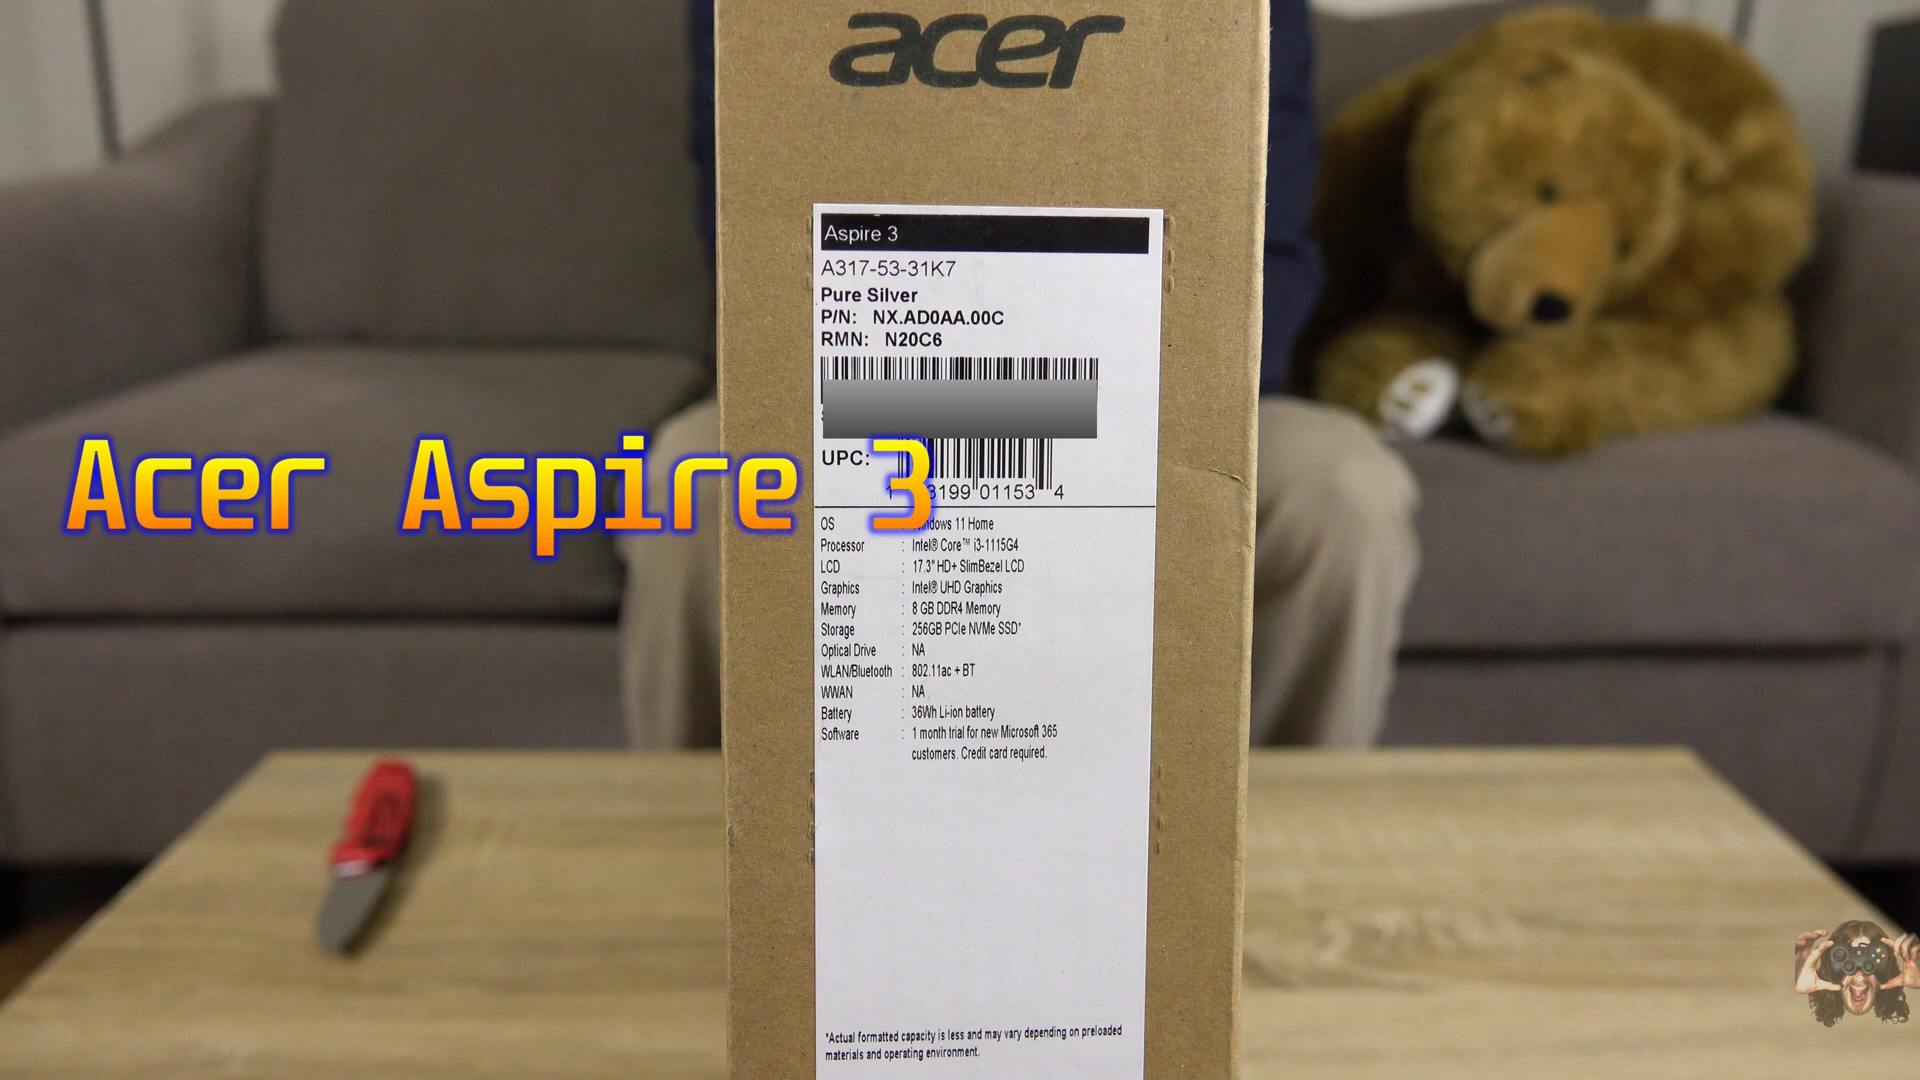 acer
Aspire 3
A317-53-31K7
Pure Silver
P/N: NX.AD0AA.00C
RMN: N20C6
Acer Aspire 3
UPC:
1 3199 01153 4
OS : Windows 11 Home
Processor : Intel® Core™ i3-1115G4
LCD : 17.3" HD+ SlimBezel LCD
Graphics : Intel® UHD Graphics
Memory : 8 GB DDR4 Memory
Storage : 256GB PCIe NVMe SSD*
Optical Drive : NA
WLAN/Bluetooth : 802.11ac + BT
WWAN : NA
Battery : 36Wh Li-ion battery
Software : 1 month trial for new Microsoft 365
customers. Credit card required.
*Actual formatted capacity is less and may vary depending on preloaded
materials and operating environment.